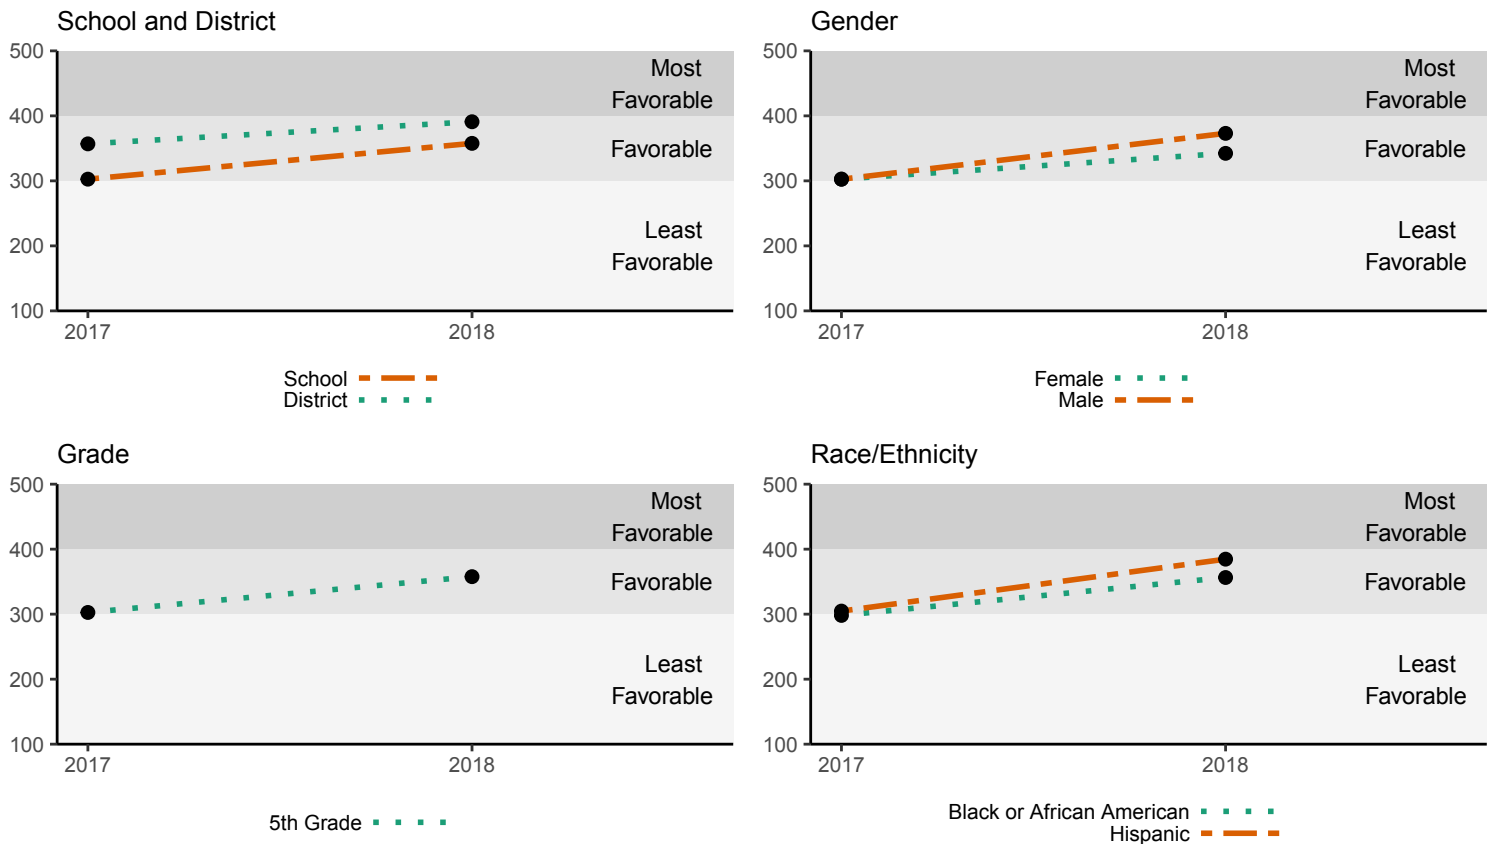 School and District
500
400
300
200
100
Most
Favorable
Favorable
Least
Favorable
2017 2018
School
District
Gender
500
400
300
200
100
Most
Favorable
Favorable
Least
Favorable
2017 2018
Female
Male
Grade
500
400
300
200
100
Most
Favorable
Favorable
Least
Favorable
2017 2018
5th Grade
Race/Ethnicity
500
400
300
200
100
Most
Favorable
Favorable
Least
Favorable
2017 2018
Black or African American
Hispanic